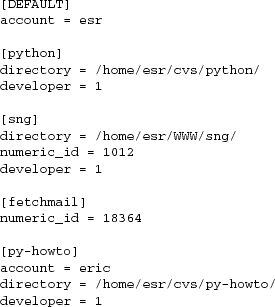 [DEFAULT]
account = esr

[python]
directory = /home/esr/cvs/python/
developer = 1

[sng]
directory = /home/esr/WWW/sng/
numeric_id = 1012
developer = 1

[fetchmail]
numeric_id = 18364

[py-howto]
account = eric
directory = /home/esr/cvs/py-howto/
developer = 1